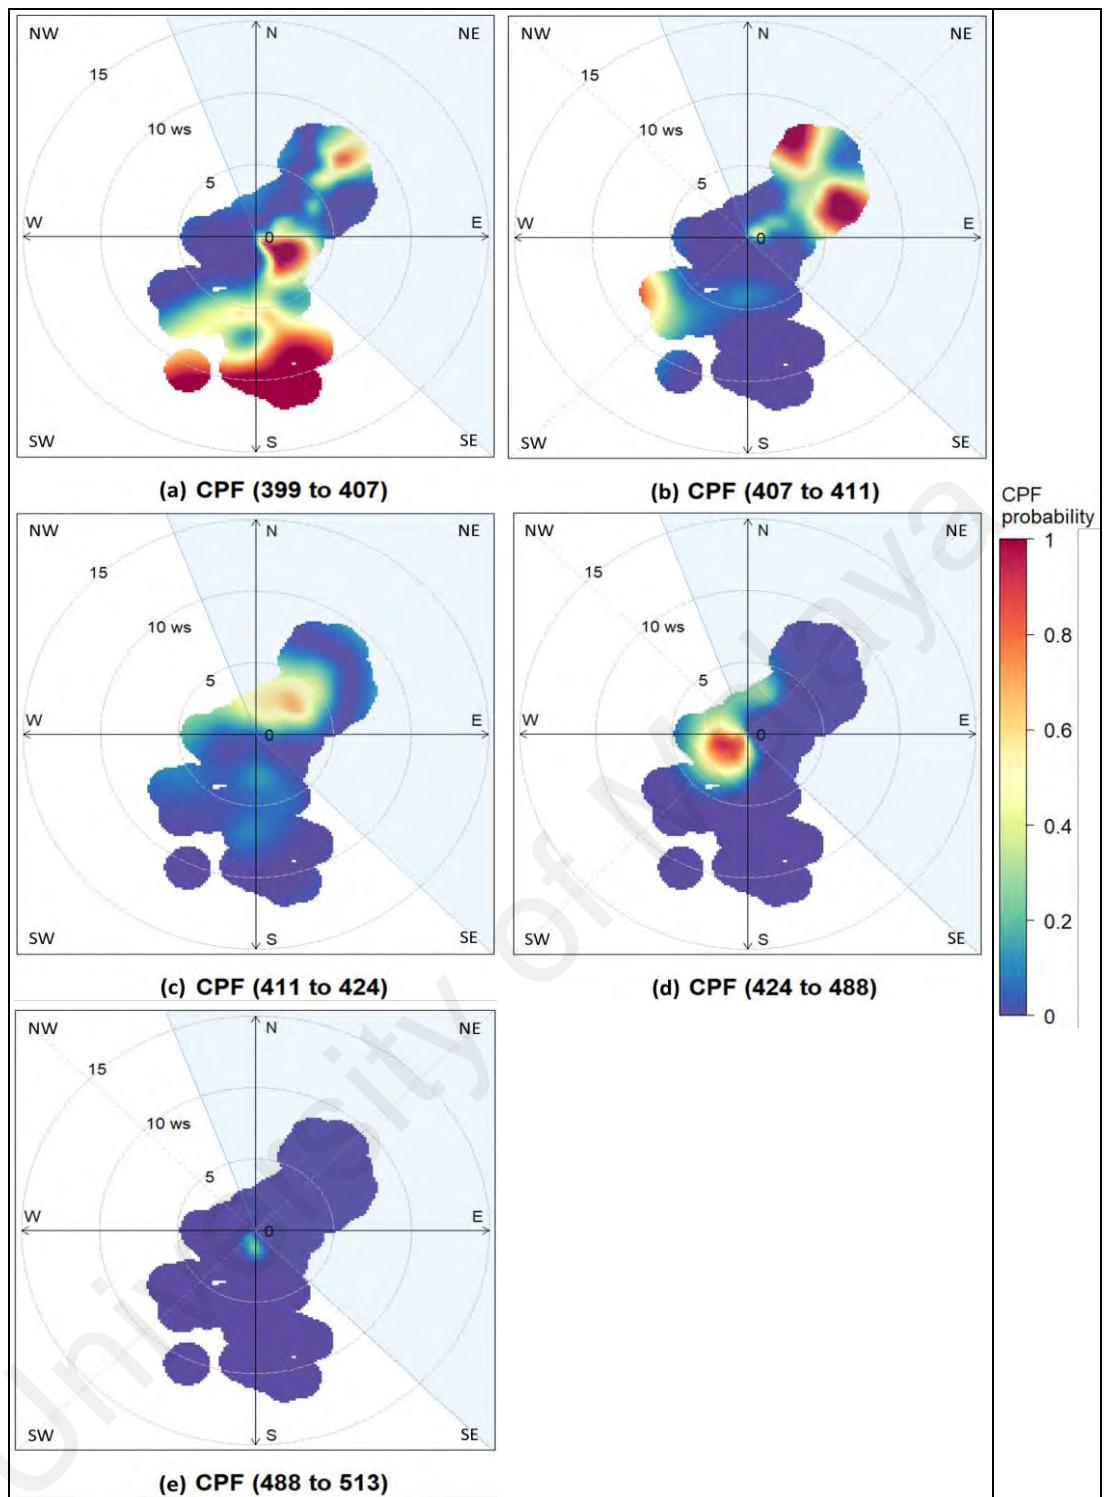 NW N NE
15
10 ws
5
W 0 E
SW S SE
(a) CPF (399 to 407)
NW N NE
15
10 ws
5
W 0 E
SW S SE
(b) CPF (407 to 411)
CPF
probability
1
0.8
0.6
0.4
0.2
0
NW N NE
15
10 ws
5
W 0 E
SW S SE
(c) CPF (411 to 424)
NW N NE
15
10 ws
5
W 0 E
SW S SE
(d) CPF (424 to 488)
NW N NE
15
10 ws
5
W 0 E
SW S SE
(e) CPF (488 to 513)
University of Malaya